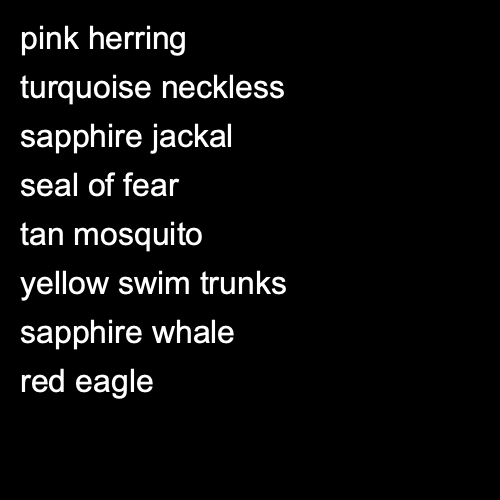 pink herring
turquoise neckless
sapphire jackal
seal of fear
tan mosquito
yellow swim trunks
sapphire whale
red eagle